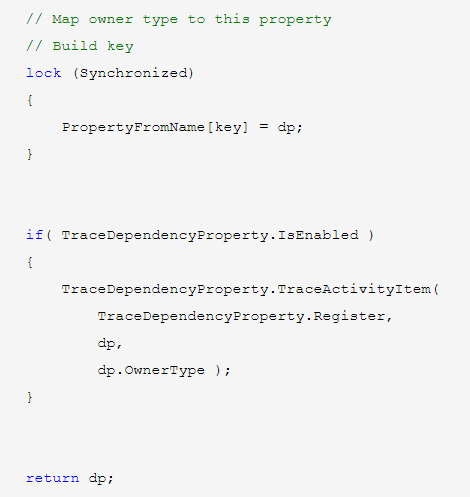 // Map owner type to this property
// Build key
lock (Synchronized)
{
    PropertyFromName[key] = dp;
}
if( TraceDependencyProperty.IsEnabled )
{
    TraceDependencyProperty.TraceActivityItem(
        TraceDependencyProperty.Register,
        dp,
        dp.OwnerType );
}
return dp;